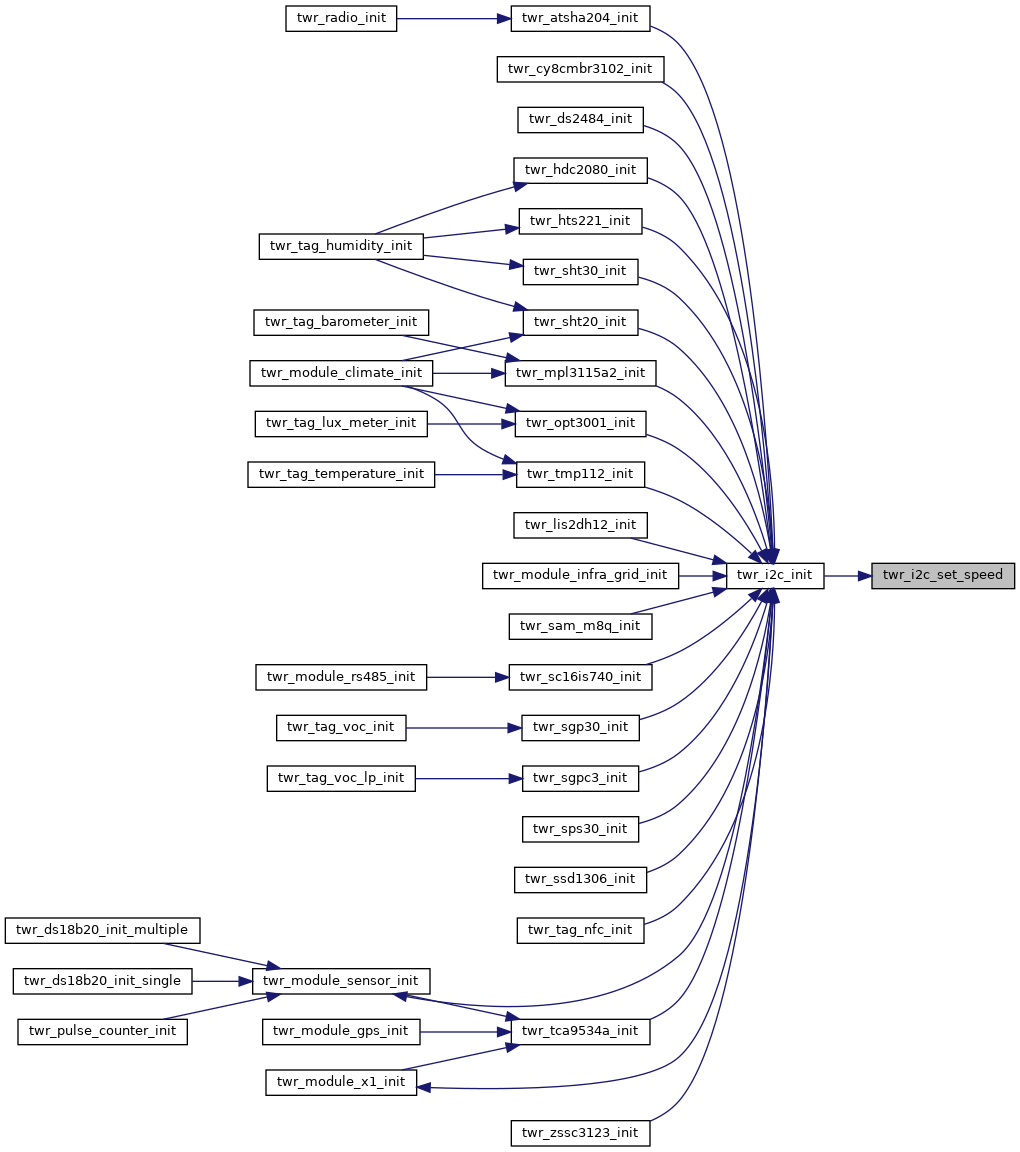 twr_radio_init
twr_atsha204_init
twr_cy8cmbr3102_init
twr_ds2484_init
twr_hdc2080_init
twr_hts221_init
twr_tag_humidity_init
twr_sht30_init
twr_tag_barometer_init
twr_sht20_init
twr_module_climate_init
twr_mpl3115a2_init
twr_tag_lux_meter_init
twr_opt3001_init
twr_tag_temperature_init
twr_tmp112_init
twr_lis2dh12_init
twr_module_infra_grid_init
twr_i2c_init
twr_i2c_set_speed
twr_sam_m8q_init
twr_module_rs485_init
twr_sc16is740_init
twr_tag_voc_init
twr_sgp30_init
twr_tag_voc_lp_init
twr_sgpc3_init
twr_sps30_init
twr_ssd1306_init
twr_ds18b20_init_multiple
twr_tag_nfc_init
twr_ds18b20_init_single
twr_module_sensor_init
twr_pulse_counter_init
twr_module_gps_init
twr_tca9534a_init
twr_module_x1_init
twr_zssc3123_init